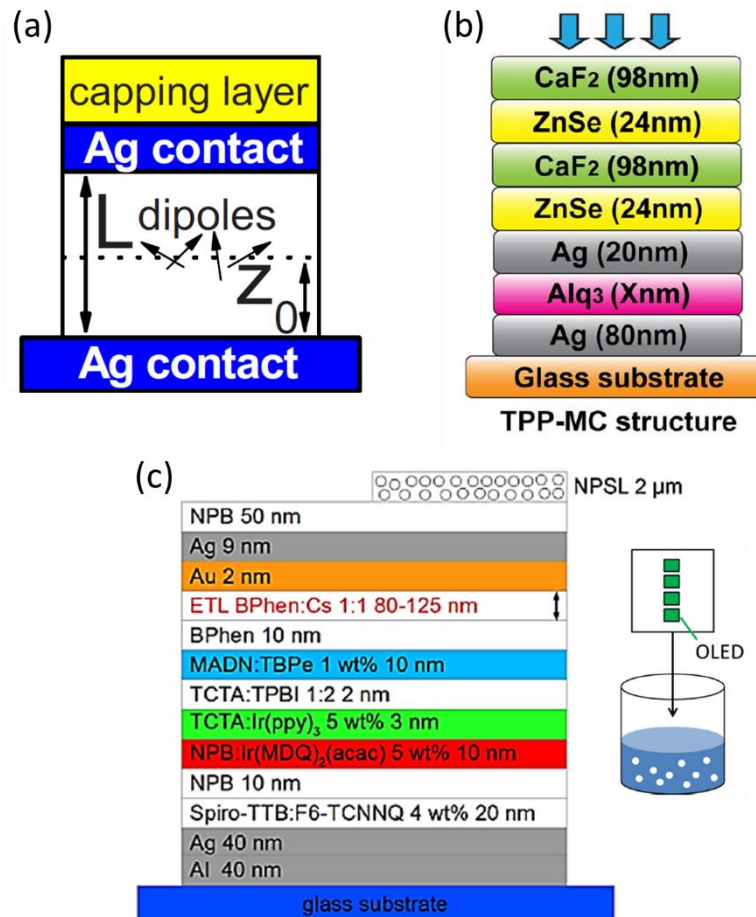 (a)
capping layer
Ag contact
L
dipoles
z₀
Ag contact
(b)
CaF₂ (98nm)
ZnSe (24nm)
CaF₂ (98nm)
ZnSe (24nm)
Ag (20nm)
Alq₃ (Xnm)
Ag (80nm)
Glass substrate
TPP-MC structure
(c)
NPSL 2 μm
NPB 50 nm
Ag 9 nm
Au 2 nm
ETL BPhen:Cs 1:1 80-125 nm
BPhen 10 nm
MADN:TBPe 1 wt% 10 nm
TCTA:TPBI 1:2 2 nm
TCTA:Ir(ppy)₃ 5 wt% 3 nm
NPB:Ir(MDQ)₂(acac) 5 wt% 10 nm
NPB 10 nm
Spiro-TTB:F6-TCNNQ 4 wt% 20 nm
Ag 40 nm
Al 40 nm
glass substrate
OLED